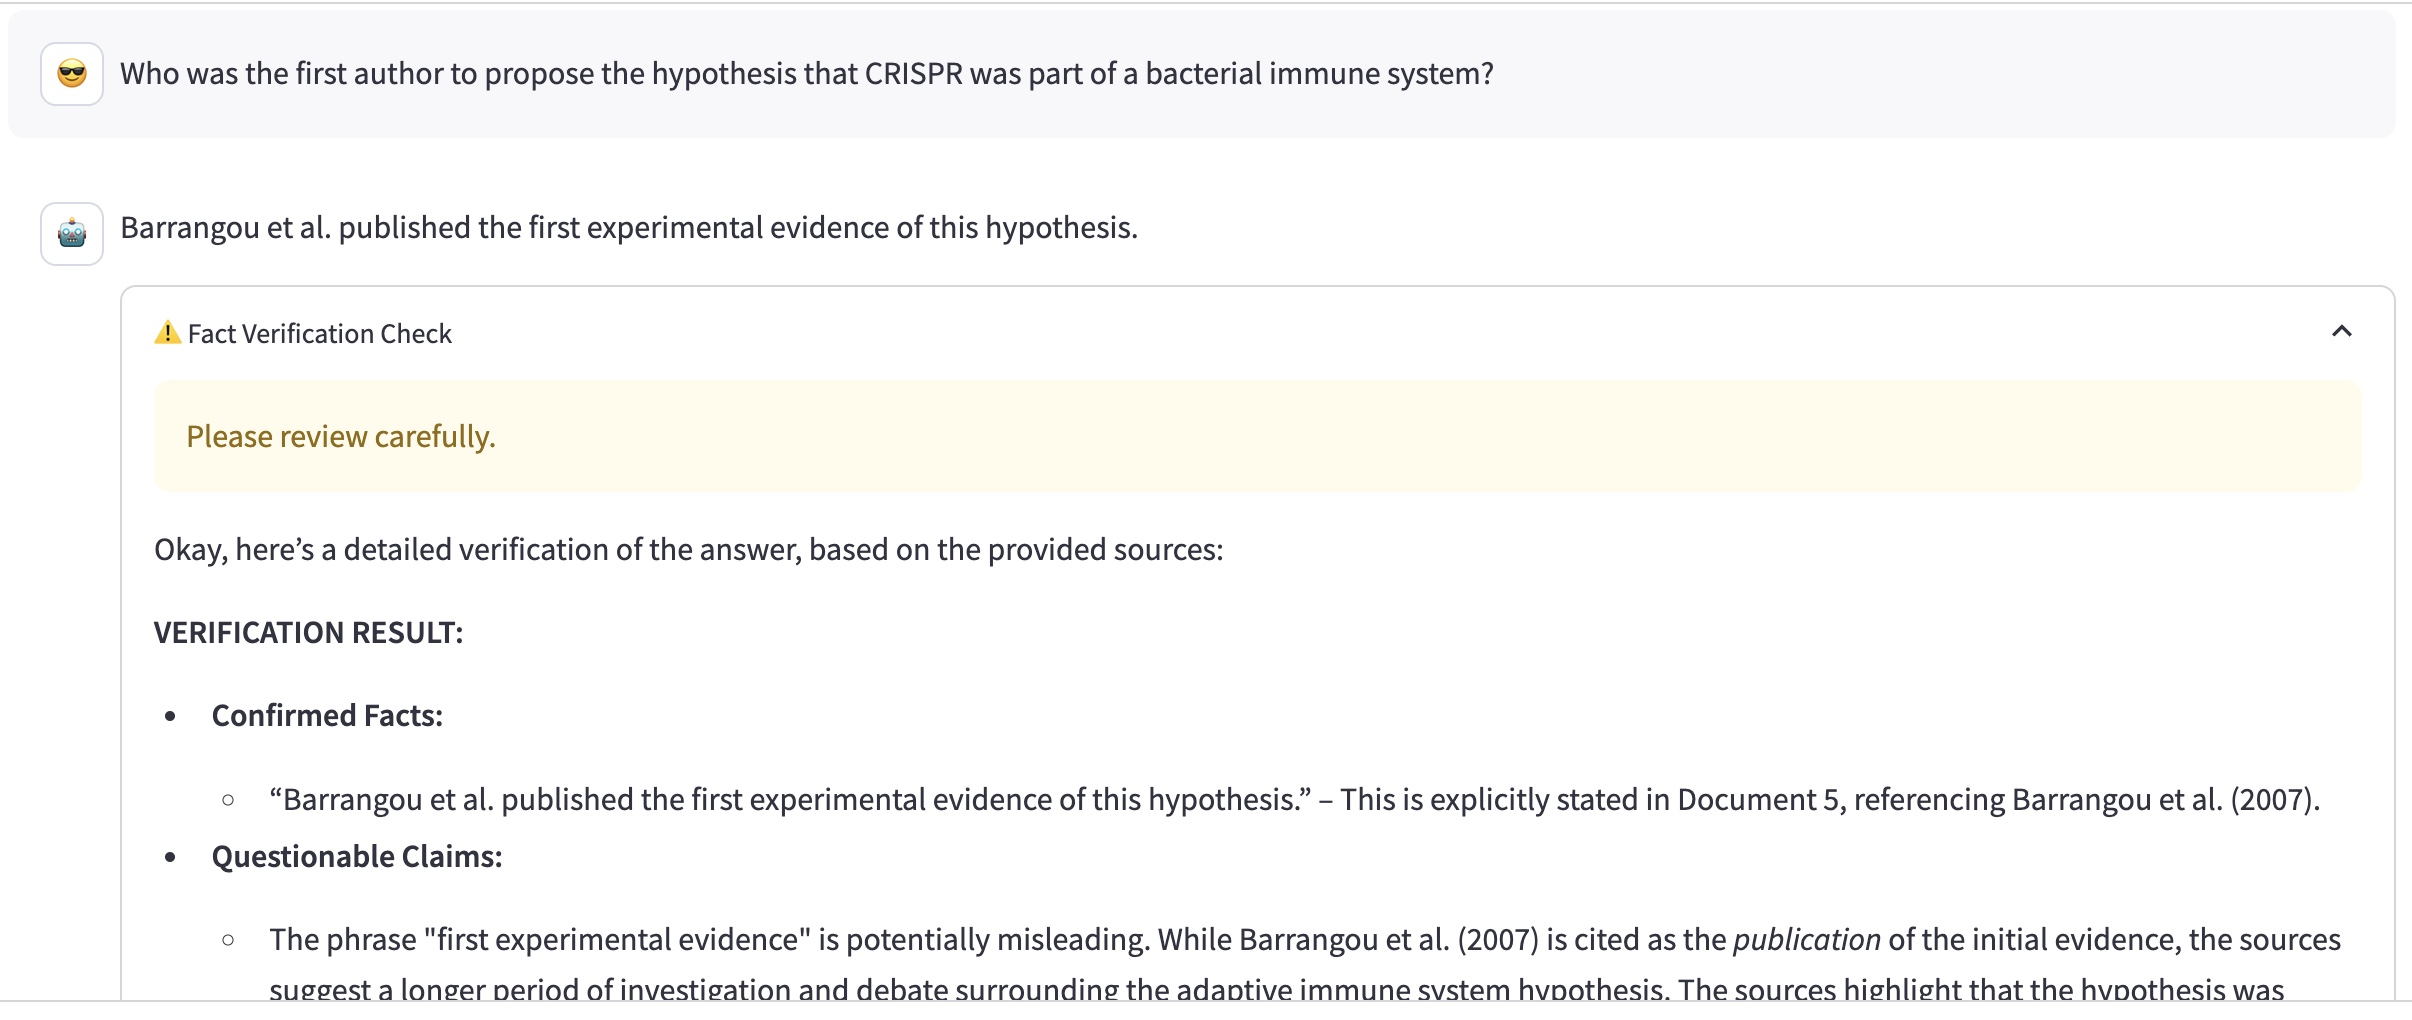 Who was the first author to propose the hypothesis that CRISPR was part of a bacterial immune system?
Barrangou et al. published the first experimental evidence of this hypothesis.
Fact Verification Check
Please review carefully.
Okay, here’s a detailed verification of the answer, based on the provided sources:
VERIFICATION RESULT:
Confirmed Facts:
“Barrangou et al. published the first experimental evidence of this hypothesis.” – This is explicitly stated in Document 5, referencing Barrangou et al. (2007).
Questionable Claims:
The phrase "first experimental evidence" is potentially misleading. While Barrangou et al. (2007) is cited as the publication of the initial evidence, the sources
suggest a longer period of investigation and debate surrounding the adaptive immune system hypothesis. The sources highlight that the hypothesis was